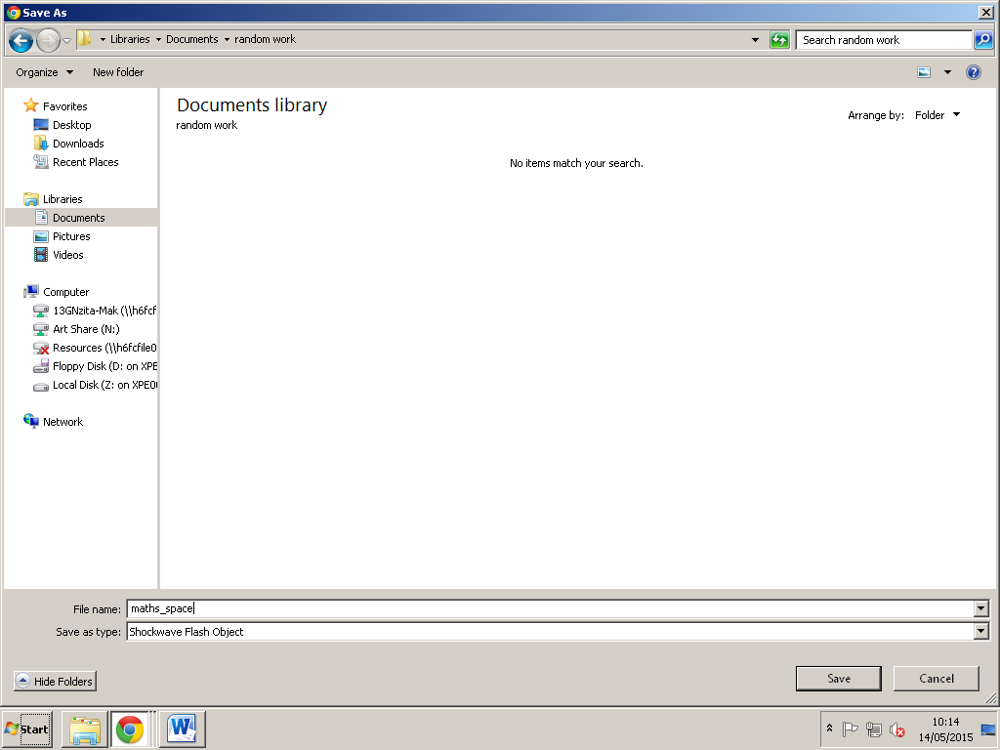 Save As
Libraries Documents random work
Search random work
Organize New folder
Favorites
Desktop
Downloads
Recent Places
Libraries
Documents
Pictures
Videos
Computer
13GNzita-Mak (\\h6fcf
Art Share (N:)
Resources (\\h6fcfile0
Floppy Disk (D: on XPE
Local Disk (Z: on XPE0
Network
Documents library
random work
Arrange by: Folder
No items match your search.
File name: maths_space
Save as type: Shockwave Flash Object
Hide Folders
Save Cancel
Start
10:14
14/05/2015